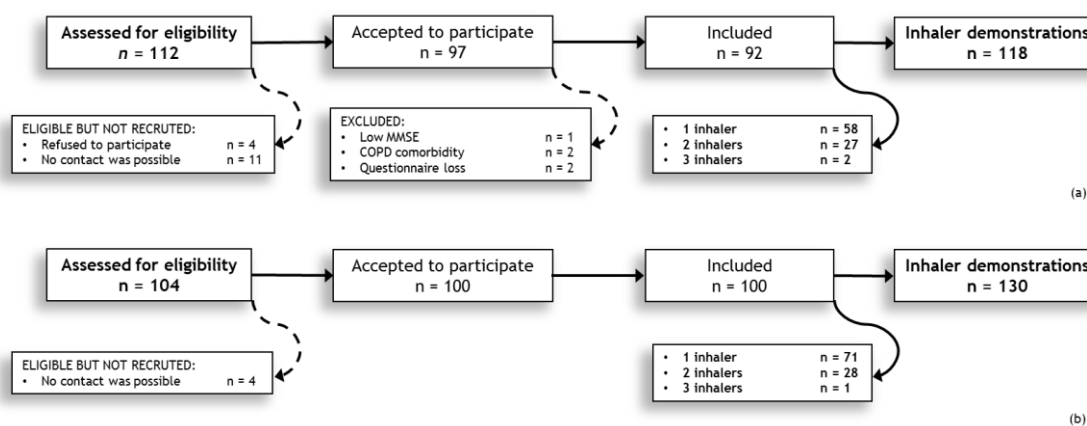 Assessed for eligibility
n = 112
Accepted to participate
n = 97
Included
n = 92
Inhaler demonstrations
n = 118
ELIGIBLE BUT NOT RECRUTED:
• Refused to participate n = 4
• No contact was possible n = 11
EXCLUDED:
• Low MMSE n = 1
• COPD comorbidity n = 2
• Questionnaire loss n = 2
• 1 inhaler n = 58
• 2 inhalers n = 27
• 3 inhalers n = 2
(a)
Assessed for eligibility
n = 104
Accepted to participate
n = 100
Included
n = 100
Inhaler demonstrations
n = 130
ELIGIBLE BUT NOT RECRUTED:
• No contact was possible n = 4
• 1 inhaler n = 71
• 2 inhalers n = 28
• 3 inhalers n = 1
(b)